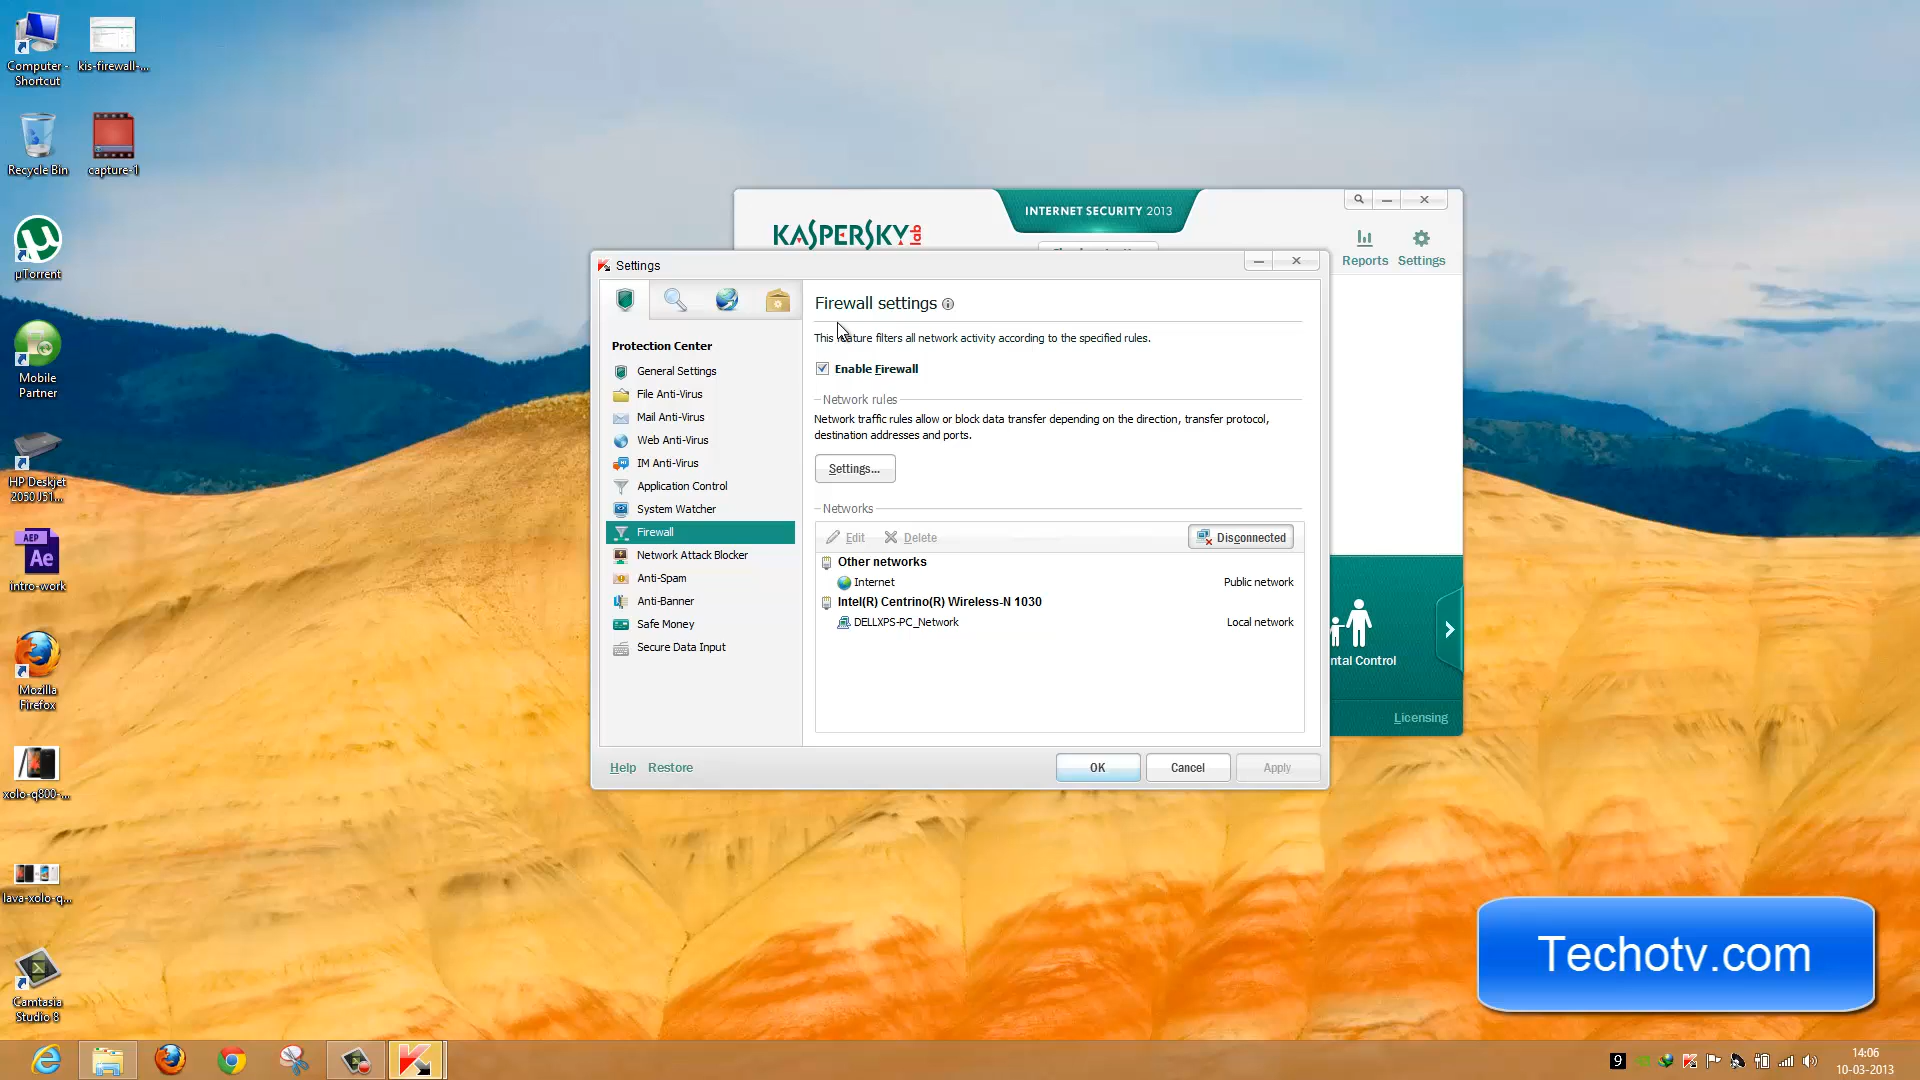 Computer -
Shortcut
kis-firewall-...
Recycle Bin
capture-1
µTorrent
Mobile
Partner
HP Deskjet
2050 J51...
AEP
Ae
intro-work
Mozilla
Firefox
xolo-q800-...
lava-xolo-q...
Camtasia
Studio 8
INTERNET SECURITY 2013
KASPERSKY lab
Reports
Settings
ntal Control
Licensing
Settings
Protection Center
General Settings
File Anti-Virus
Mail Anti-Virus
Web Anti-Virus
IM Anti-Virus
Application Control
System Watcher
Firewall
Network Attack Blocker
Anti-Spam
Anti-Banner
Safe Money
Secure Data Input
Firewall settings
This feature filters all network activity according to the specified rules.
Enable Firewall
Network rules
Network traffic rules allow or block data transfer depending on the direction, transfer protocol,
destination addresses and ports.
Settings...
Networks
Edit
Delete
Disconnected
Other networks
Internet
Public network
Intel(R) Centrino(R) Wireless-N 1030
DELLXPS-PC_Network
Local network
Help
Restore
OK
Cancel
Apply
Techotv.com
9
14:06
10-03-2013